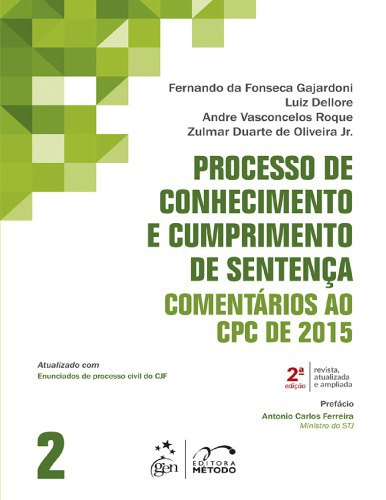 Fernando da Fonseca Gajardoni
Luiz Dellore
Andre Vasconcelos Roque
Zulmar Duarte de Oliveira Jr.
PROCESSO DE
CONHECIMENTO
E CUMPRIMENTO
DE SENTENÇA
COMENTÁRIOS AO
CPC DE 2015
Atualizado com
Enunciados de processo civil do CJF
2ª
edição
revista,
atualizada
e ampliada
Prefácio
Antonio Carlos Ferreira
Ministro do STJ
2
gen
EDITORA
MÉTODO